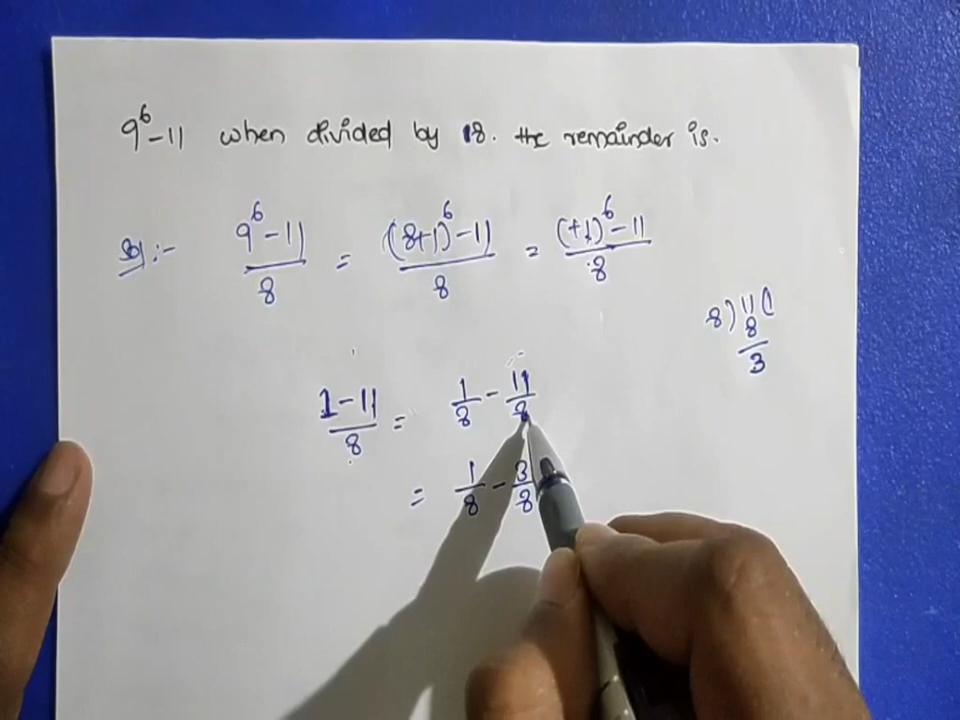 9^6 - 11 when divided by 8. the remainder is.
Sol :- (9^6 - 11)/8 = ((8+1)^6 - 11)/8 = ((+1)^6 - 11)/8
8) 11 (1
8
3
(1 - 11)/8 = 1/8 - 11/8
= 1/8 - 3/8